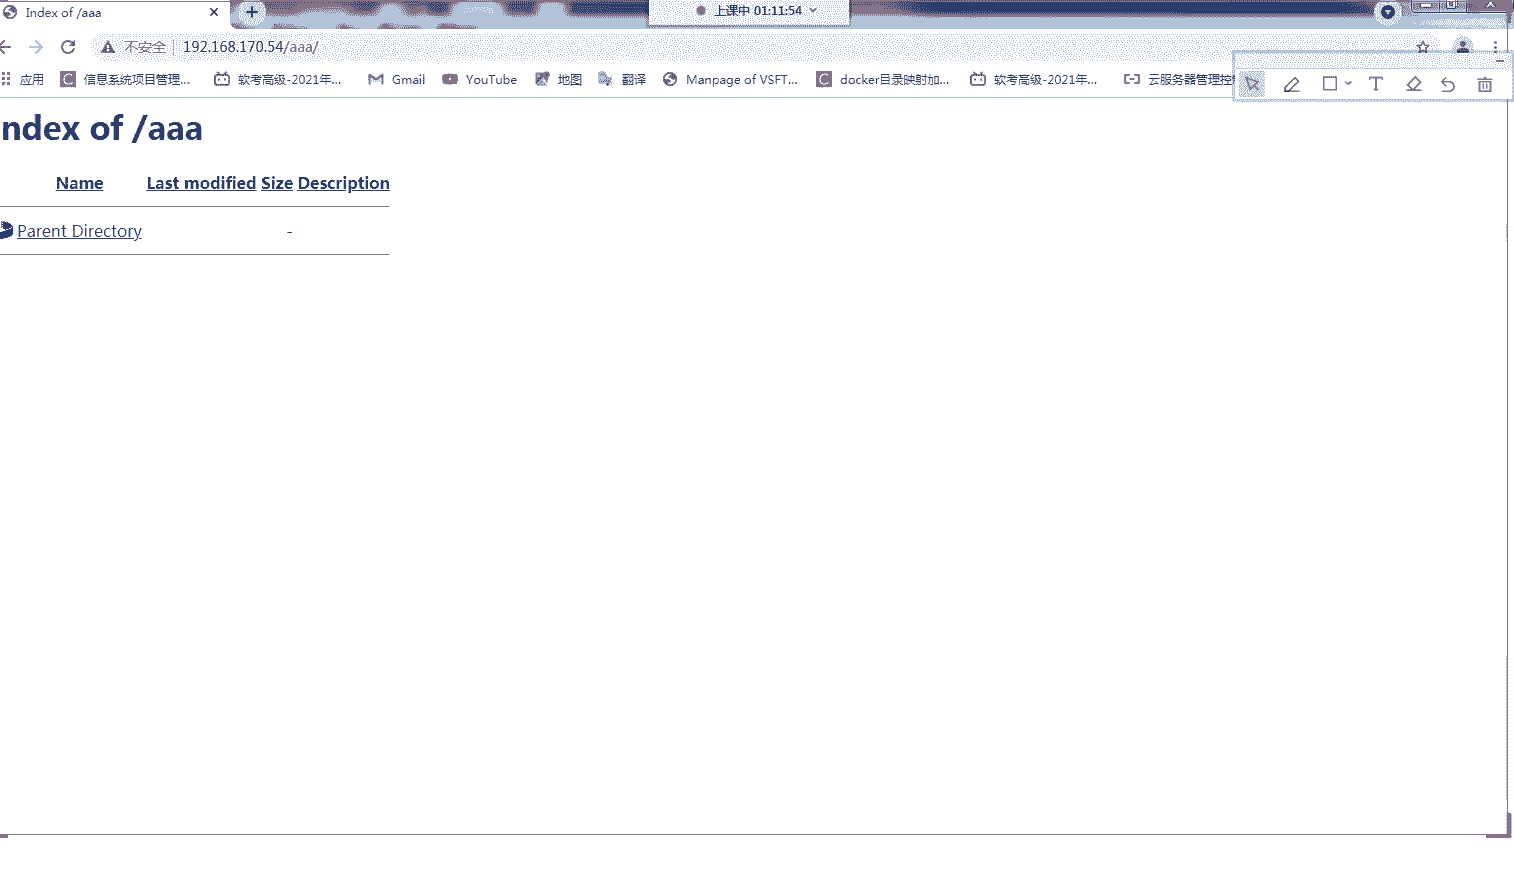 Index of /aaa
上课中 01:11:54
不安全 192.168.170.54/aaa/
应用 信息系统项目管理... 软考高级-2021年... Gmail YouTube 地图 翻译 Manpage of VSFT... docker目录映射加... 软考高级-2021年... 云服务器管理控
ndex of /aaa
Name Last modified Size Description
Parent Directory -